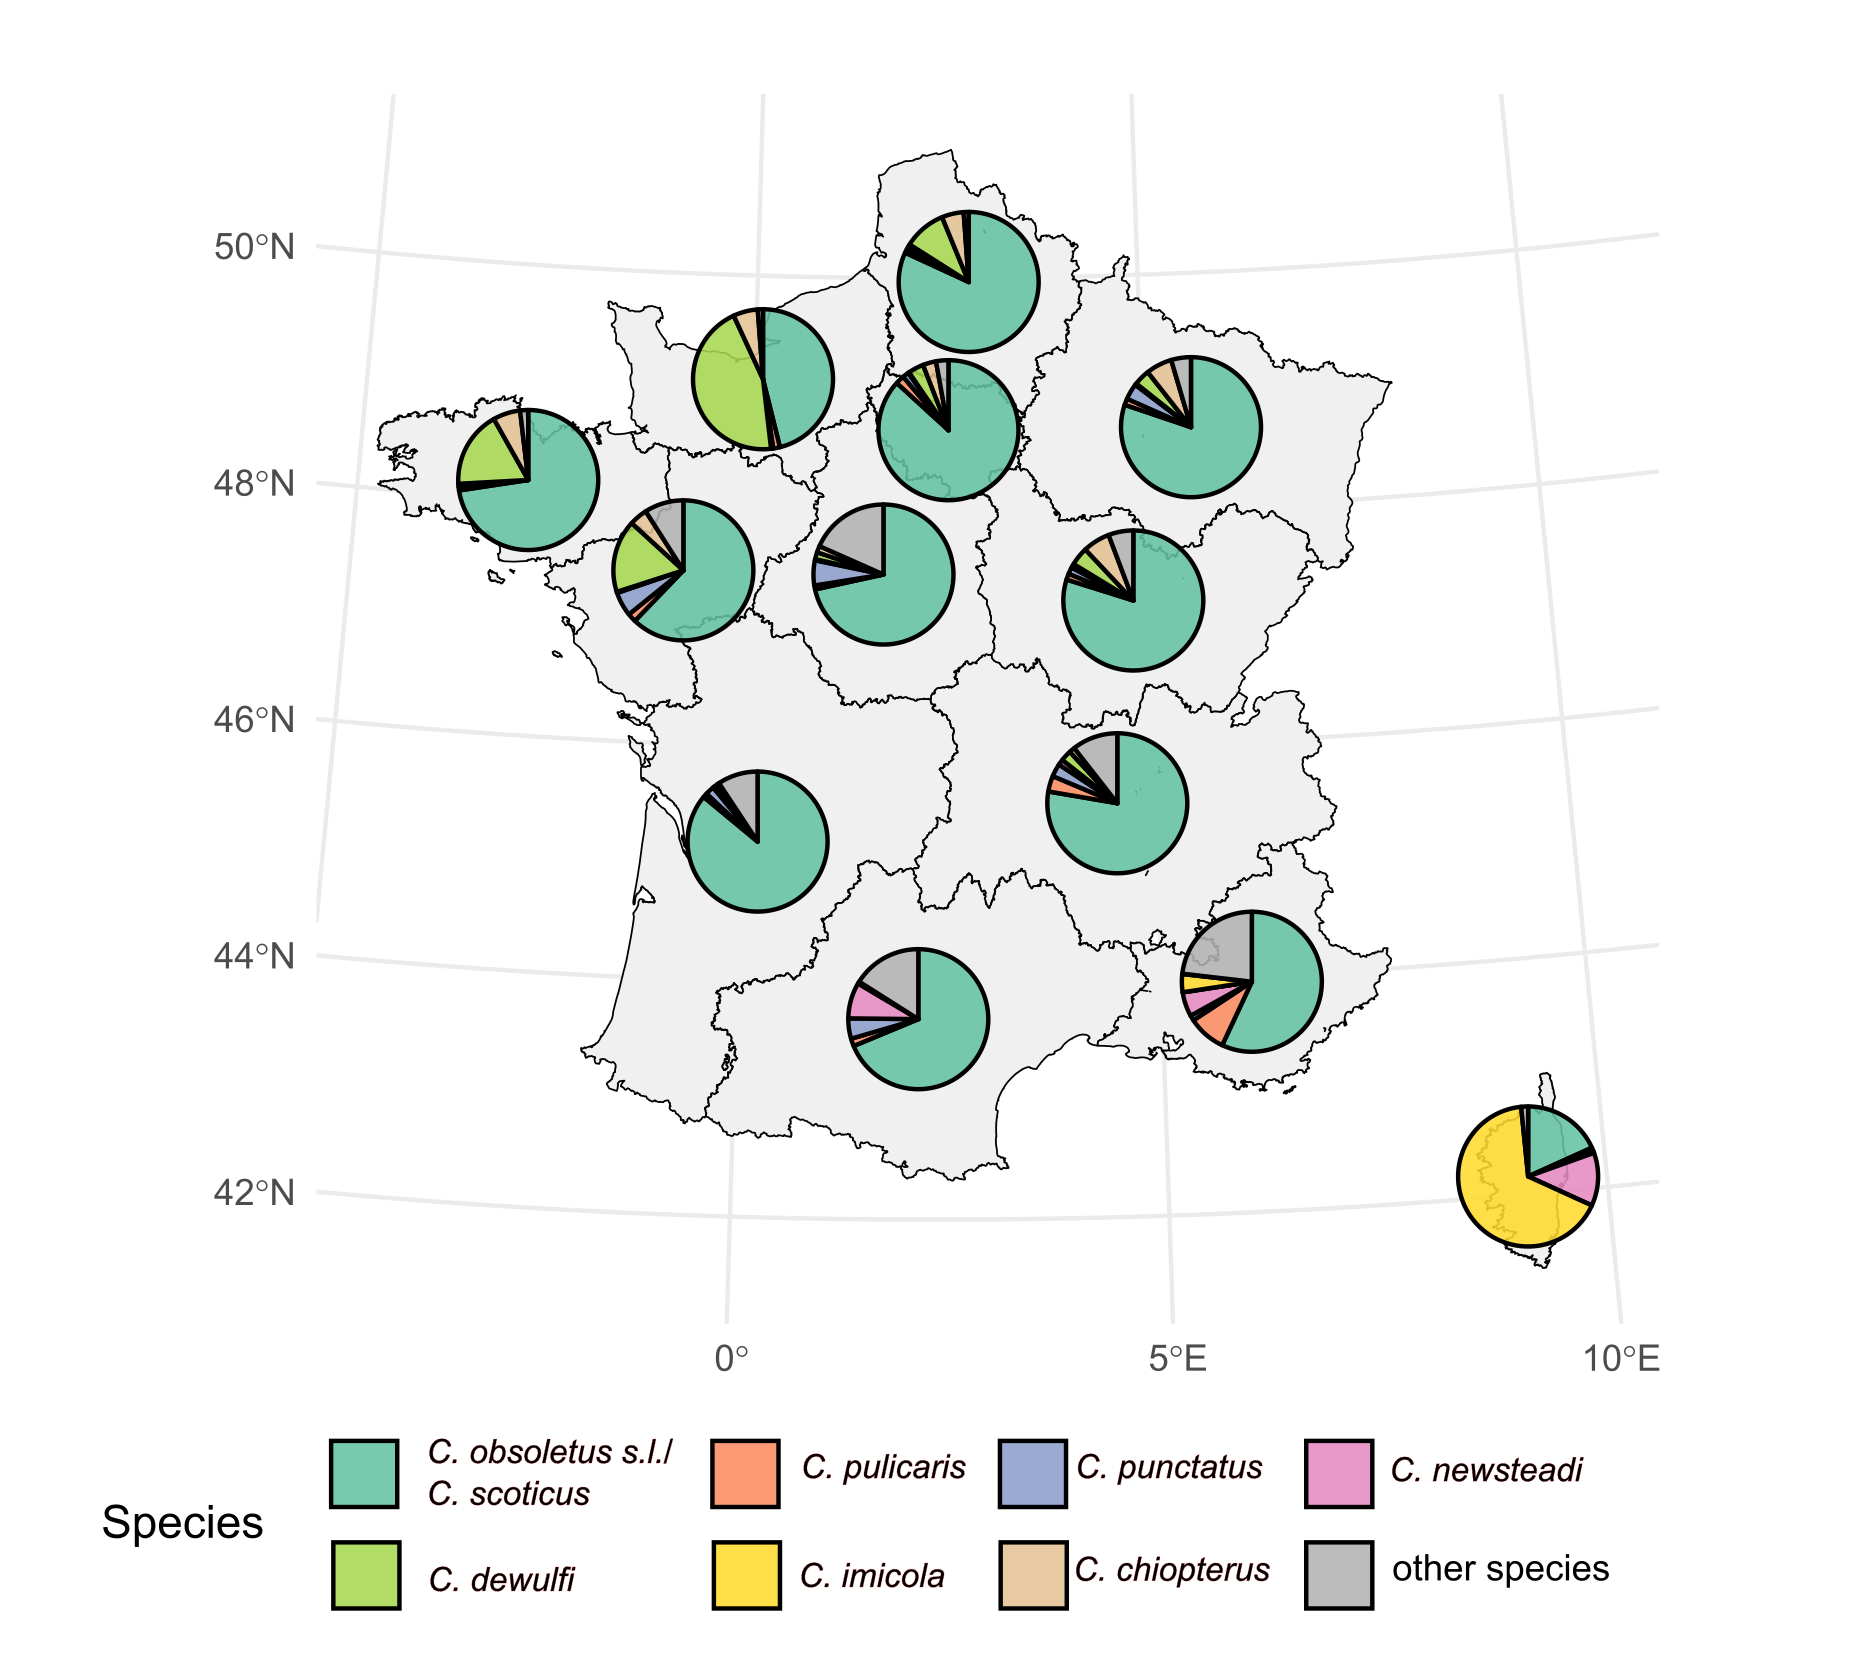 50°N
48°N
46°N
44°N
42°N
0°
5°E
10°E
Species
C. obsoletus s.l./
C. scoticus
C. pulicaris
C. punctatus
C. newsteadi
C. dewulfi
C. imicola
C. chiopterus
other species